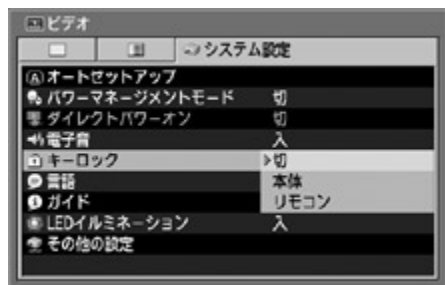 ビデオ
システム設定
Ⓐオートセットアップ
パワーマネージメントモード 切
ダイレクトパワーオン 切
電子音 入
キーロック 切
言語 本体
ガイド リモコン
LEDイルミネーション 入
その他の設定